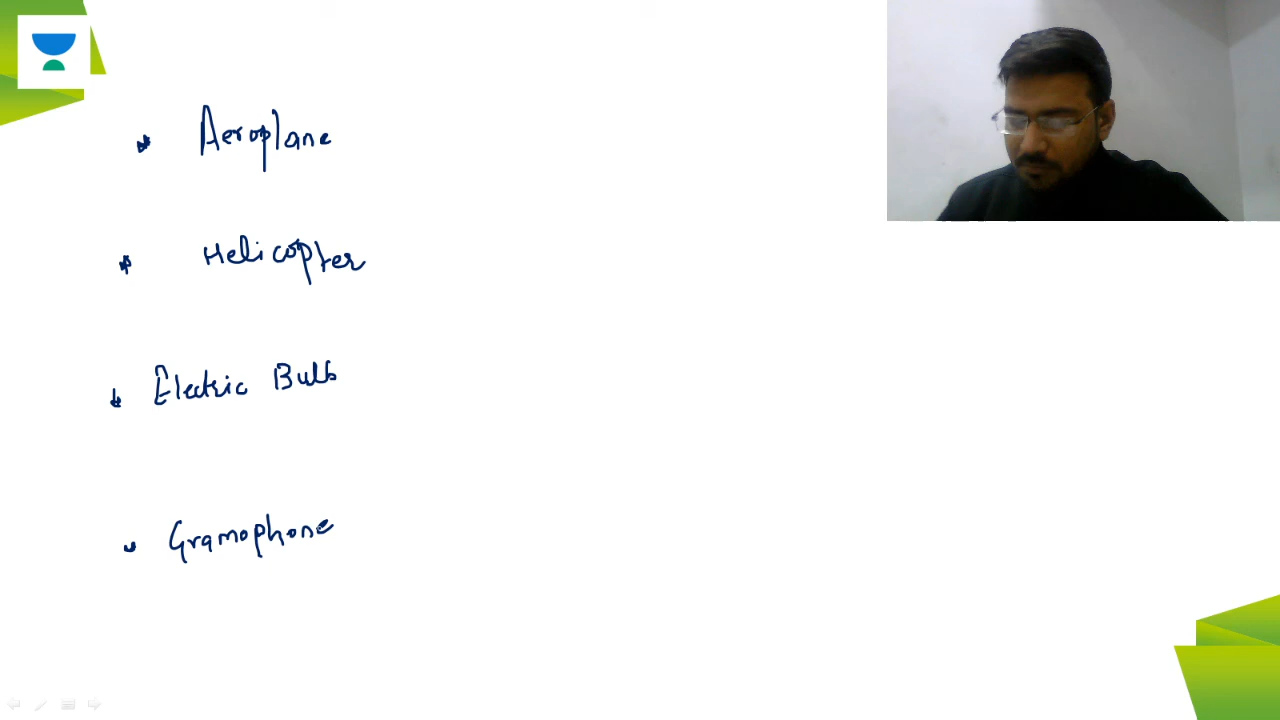 * Aeroplane
* Helicopter
* Electric Bulb
* Gramophone